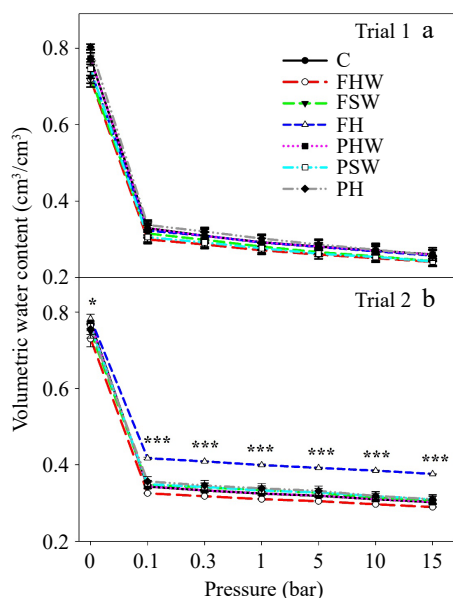 Trial 1 a
C
FHW
FSW
FH
PHW
PSW
PH
0.8
0.6
0.4
0.2
Trial 2 b
*
*** *** *** *** *** ***
0.8
0.6
0.4
0.2
0 0.1 0.3 1 5 10 15
Pressure (bar)
Volumetric water content (cm³/cm³)